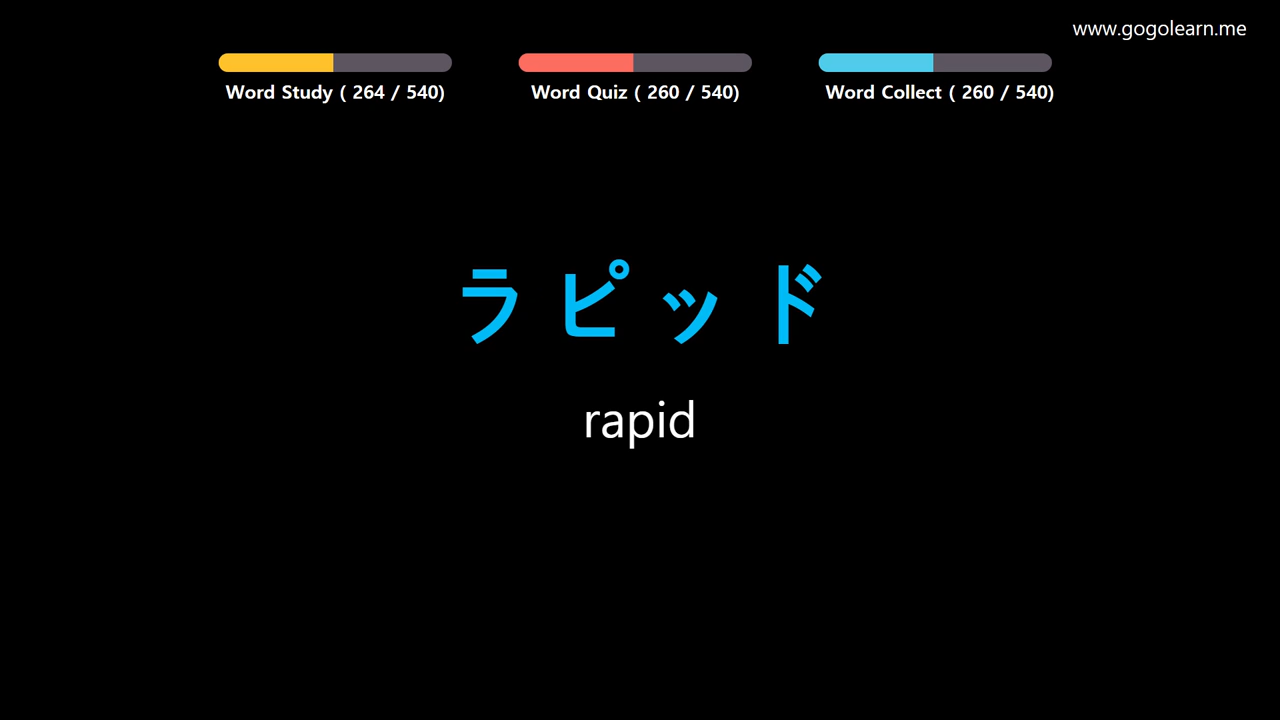 www.gogolearn.me
Word Study ( 264 / 540)
Word Quiz ( 260 / 540)
Word Collect ( 260 / 540)
ラピッド
rapid